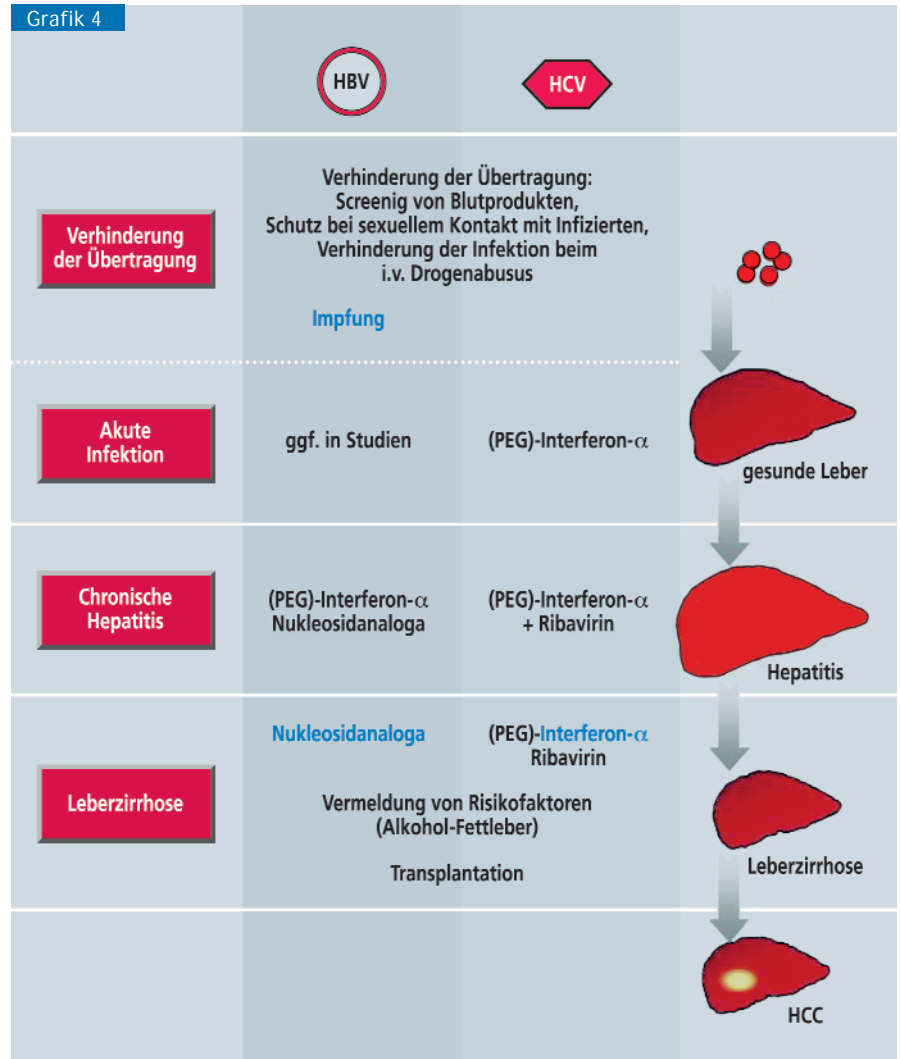 Grafik 4
HBV
HCV
Verhinderung
der Übertragung
Verhinderung der Übertragung:
Screenig von Blutprodukten,
Schutz bei sexuellem Kontakt mit Infizierten,
Verhinderung der Infektion beim
i.v. Drogenabusus
Impfung
Akute
Infektion
ggf. in Studien
(PEG)-Interferon-α
gesunde Leber
Chronische
Hepatitis
(PEG)-Interferon-α
Nukleosidanaloga
(PEG)-Interferon-α
+ Ribavirin
Hepatitis
Leberzirrhose
Nukleosidanaloga
(PEG)-Interferon-α
Ribavirin
Vermeldung von Risikofaktoren
(Alkohol-Fettleber)
Transplantation
Leberzirrhose
HCC